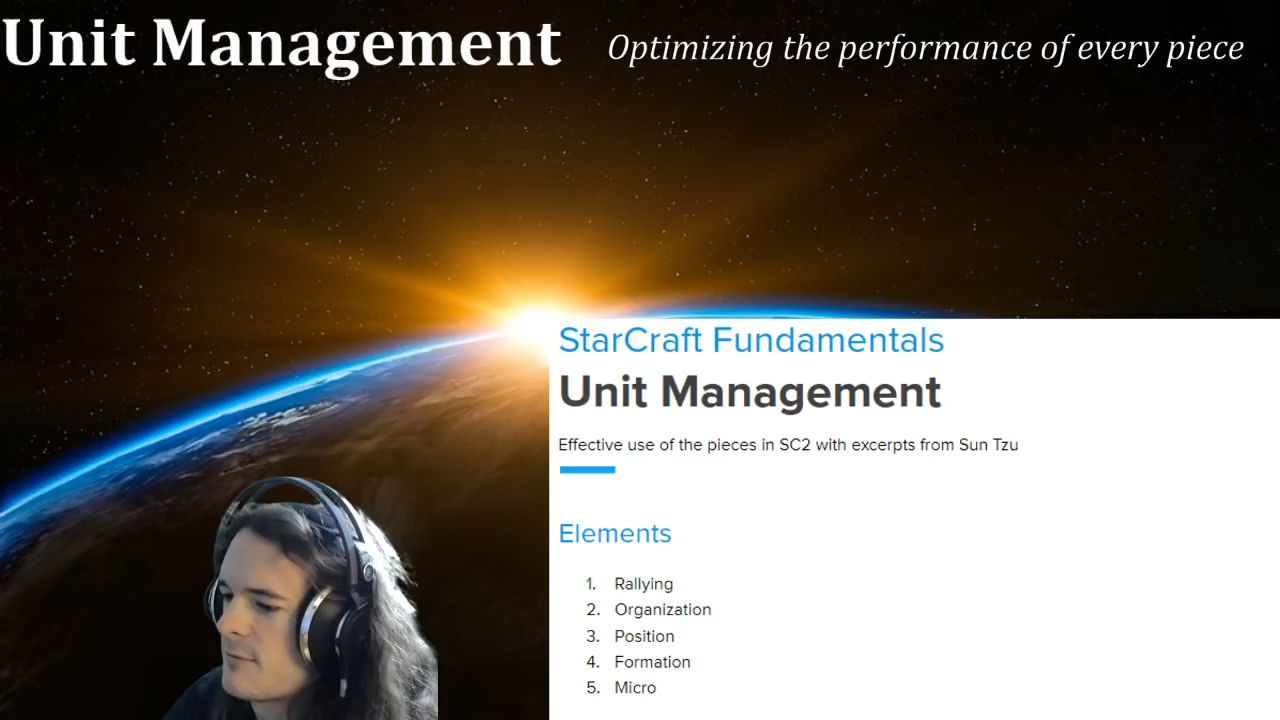 Unit Management
Optimizing the performance of every piece
StarCraft Fundamentals
Unit Management
Effective use of the pieces in SC2 with excerpts from Sun Tzu
Elements
1. Rallying
2. Organization
3. Position
4. Formation
5. Micro